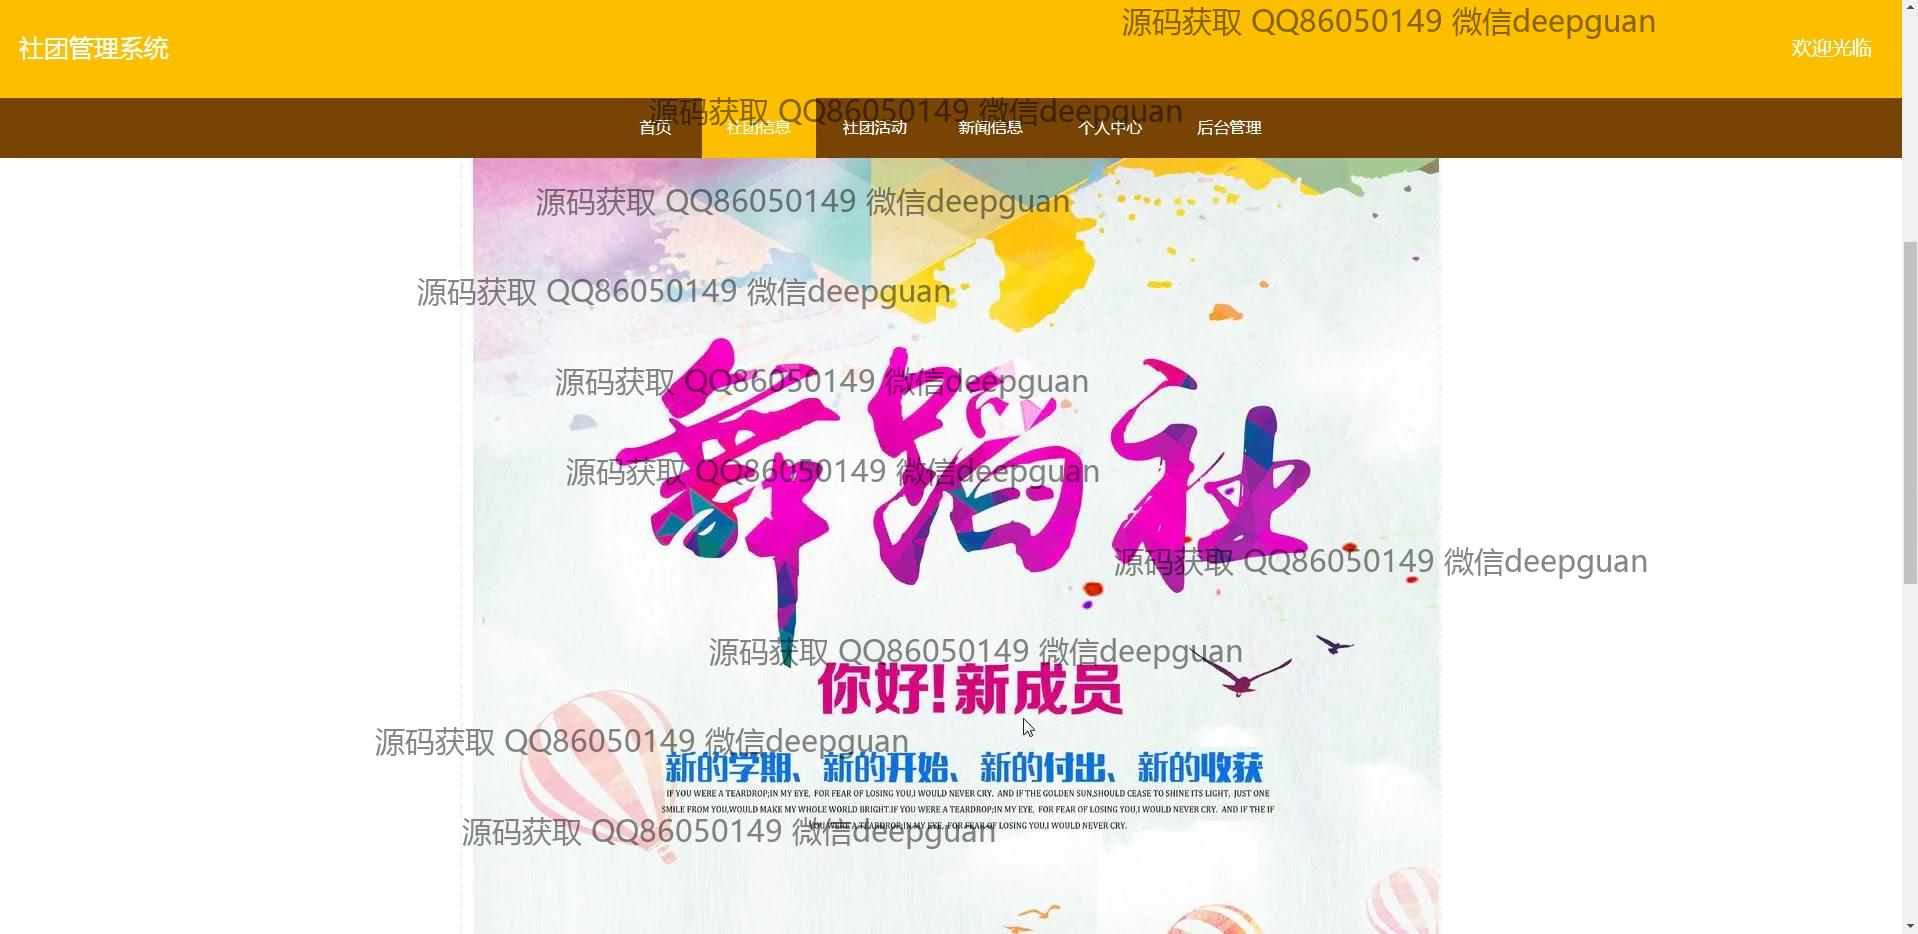 源码获取 QQ86050149 微信deepguan
社团管理系统
欢迎光临
源码获取 QQ86050149 微信deepguan
首页 社团信息 社团活动 新闻信息 个人中心 后台管理
源码获取 QQ86050149 微信deepguan
源码获取 QQ86050149 微信deepguan
源码获取 QQ86050149 微信deepguan
舞蹈社
源码获取 QQ86050149 微信deepguan
源码获取 QQ86050149 微信deepguan
源码获取 QQ86050149 微信deepguan
你好!新成员
源码获取 QQ86050149 微信deepguan
新的学期、新的开始、新的付出、新的收获
IF YOU WERE A TEARDROP;IN MY EYE, FOR FEAR OF LOSING YOU,I WOULD NEVER CRY. AND IF THE GOLDEN SUN,SHOULD CEASE TO SHINE ITS LIGHT, JUST ONE
SMILE FROM YOU,WOULD MAKE MY WHOLE WORLD BRIGHT.IF YOU WERE A TEARDROP;IN MY EYE, FOR FEAR OF LOSING YOU,I WOULD NEVER CRY. AND IF THE IF
YOU WERE A TEARDROP;IN MY EYE, FOR FEAR OF LOSING YOU,I WOULD NEVER CRY.
源码获取 QQ86050149 微信deepguan